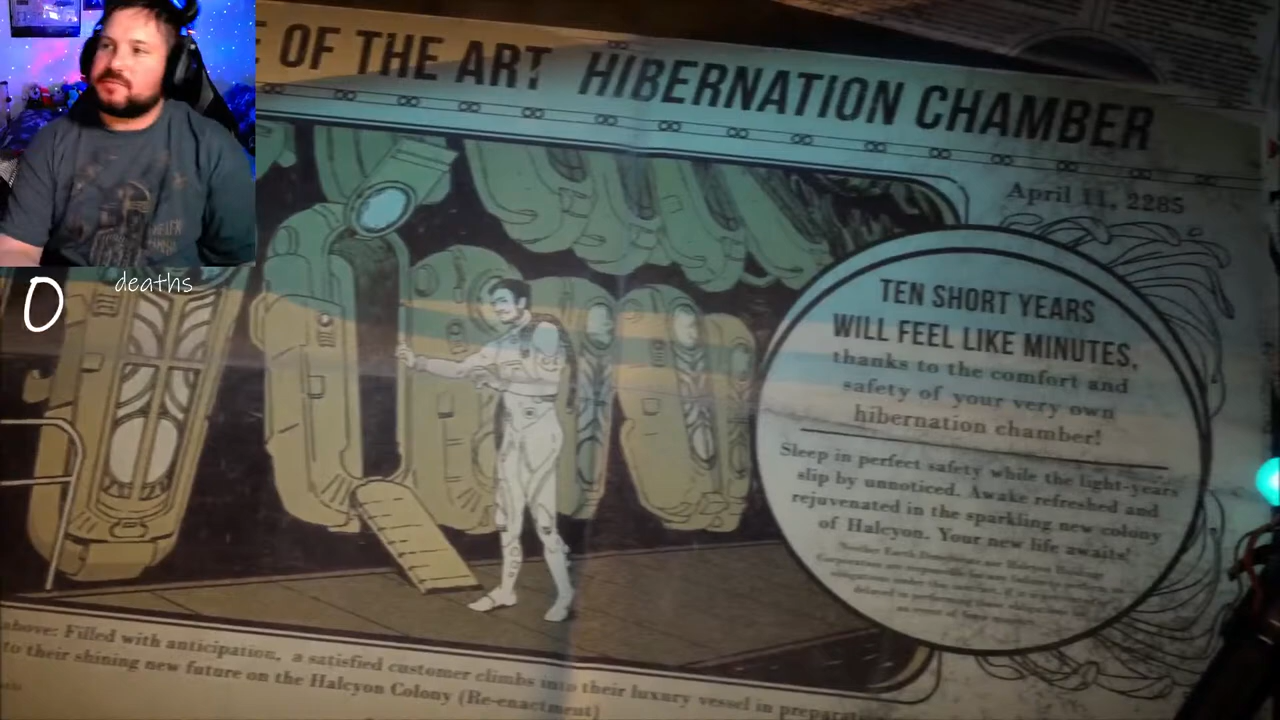 OF THE ART HIBERNATION CHAMBER
April 11, 2285
TEN SHORT YEARS
WILL FEEL LIKE MINUTES,
thanks to the comfort and
safety of your very own
hibernation chamber!
Sleep in perfect safety while the light-years
slip by unnoticed. Awake refreshed and
rejuvenated in the sparkling new colony
of Halcyon. Your new life awaits!
Neither Earth
above: Filled with anticipation, a satisfied customer climbs into their luxury vessel in
to their shining new future on the Halcyon Colony (Re-enactment)
0 deaths